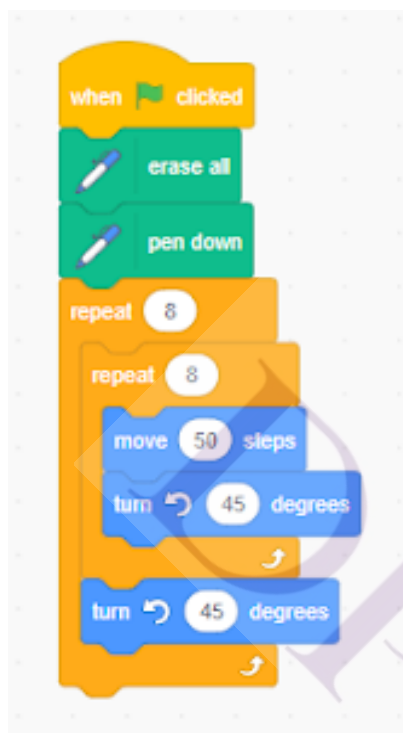 when clicked
erase all
pen down
repeat 8
repeat 8
move 50 steps
turn 45 degrees
turn 45 degrees